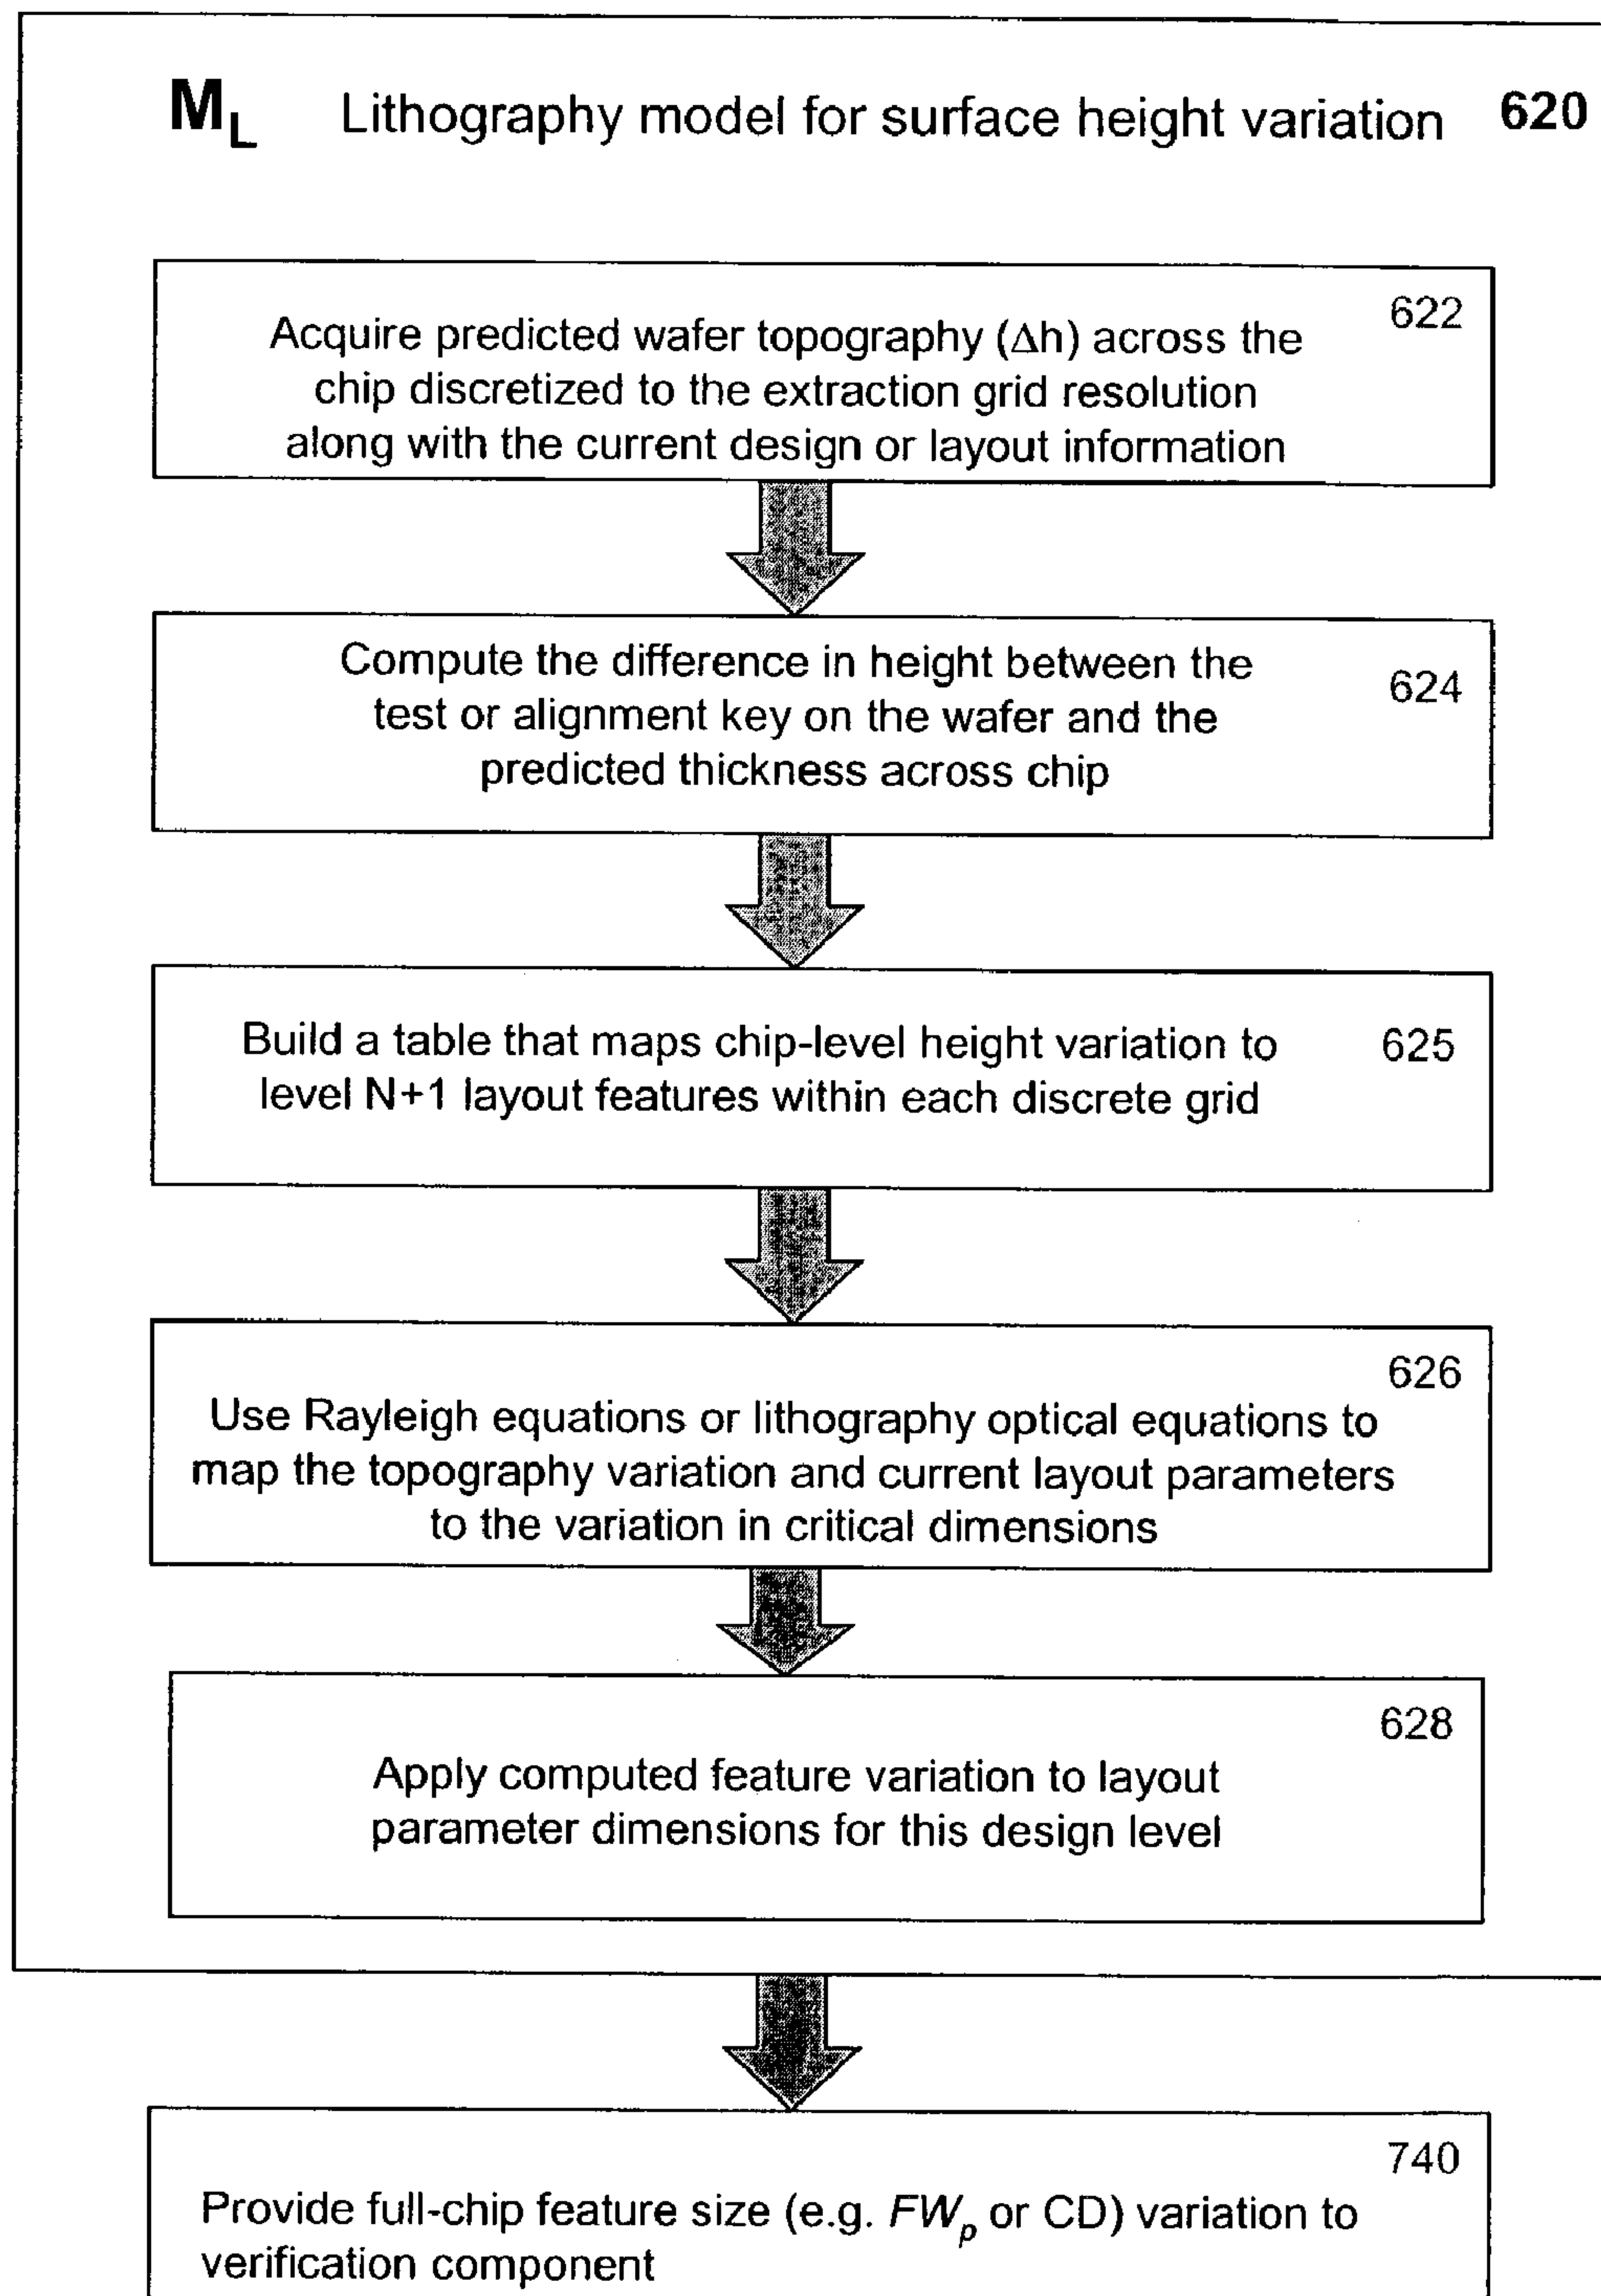 M_L Lithography model for surface height variation 620
622
Acquire predicted wafer topography (Δh) across the
chip discretized to the extraction grid resolution
along with the current design or layout information
Compute the difference in height between the
624
test or alignment key on the wafer and the
predicted thickness across chip
Build a table that maps chip-level height variation to 625
level N+1 layout features within each discrete grid
626
Use Rayleigh equations or lithography optical equations to
map the topography variation and current layout parameters
to the variation in critical dimensions
628
Apply computed feature variation to layout
parameter dimensions for this design level
740
Provide full-chip feature size (e.g. FW_p or CD) variation to
verification component